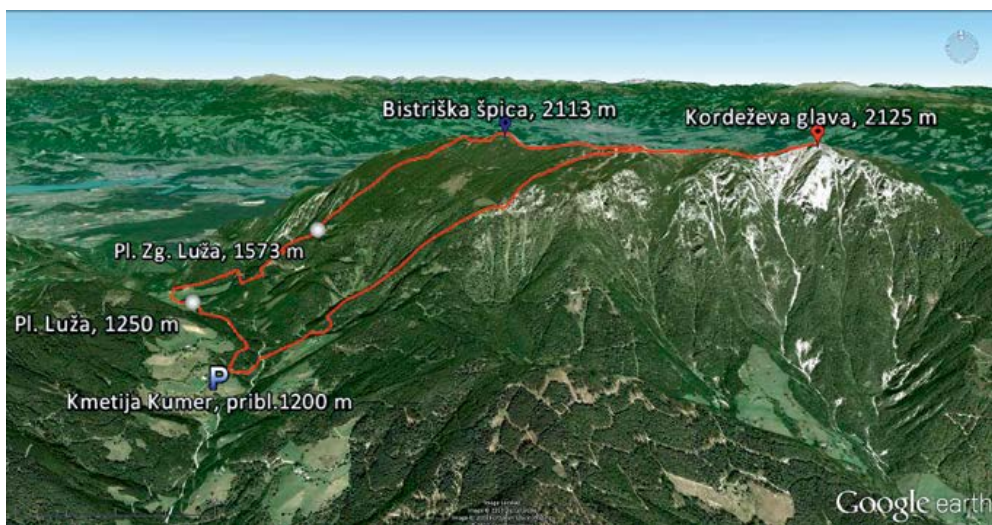 Bistriška špica, 2113 m
Kordeževa glava, 2125 m
Pl. Zg. Luža, 1573 m
Pl. Luža, 1250 m
P
Kmetija Kumer, pribl.1200 m
Google earth